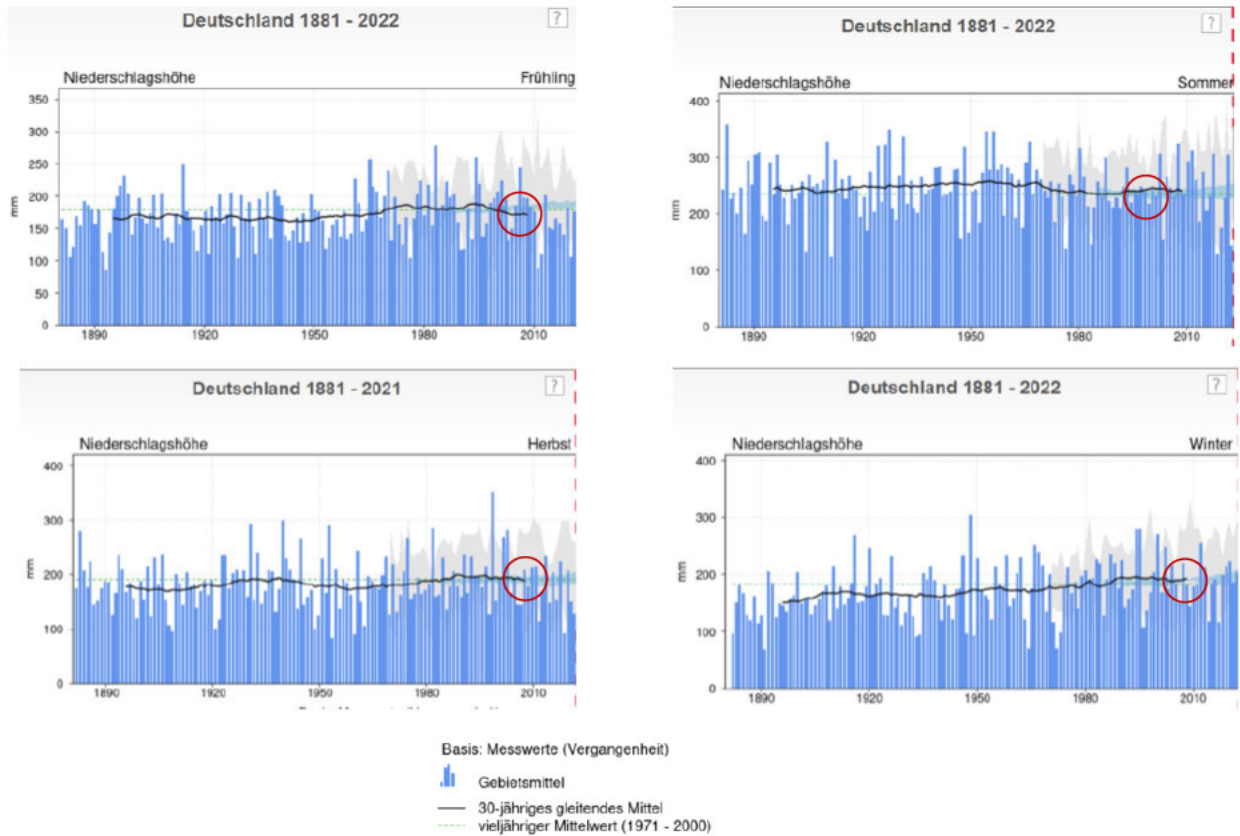 Deutschland 1881 - 2022
?
Niederschlagshöhe
Frühling
350
300
250
200
mm
150
100
50
0
1890
1920
1950
1980
2010
Deutschland 1881 - 2022
?
Niederschlagshöhe
Sommer
400
300
mm
200
100
0
1890
1920
1950
1980
2010
Deutschland 1881 - 2021
?
Niederschlagshöhe
Herbst
400
300
mm
200
100
0
1890
1920
1950
1980
2010
Deutschland 1881 - 2022
?
Niederschlagshöhe
Winter
400
300
mm
200
100
0
1890
1920
1950
1980
2010
Basis: Messwerte (Vergangenheit)
Gebietsmittel
30-jähriges gleitendes Mittel
vieljähriger Mittelwert (1971 - 2000)